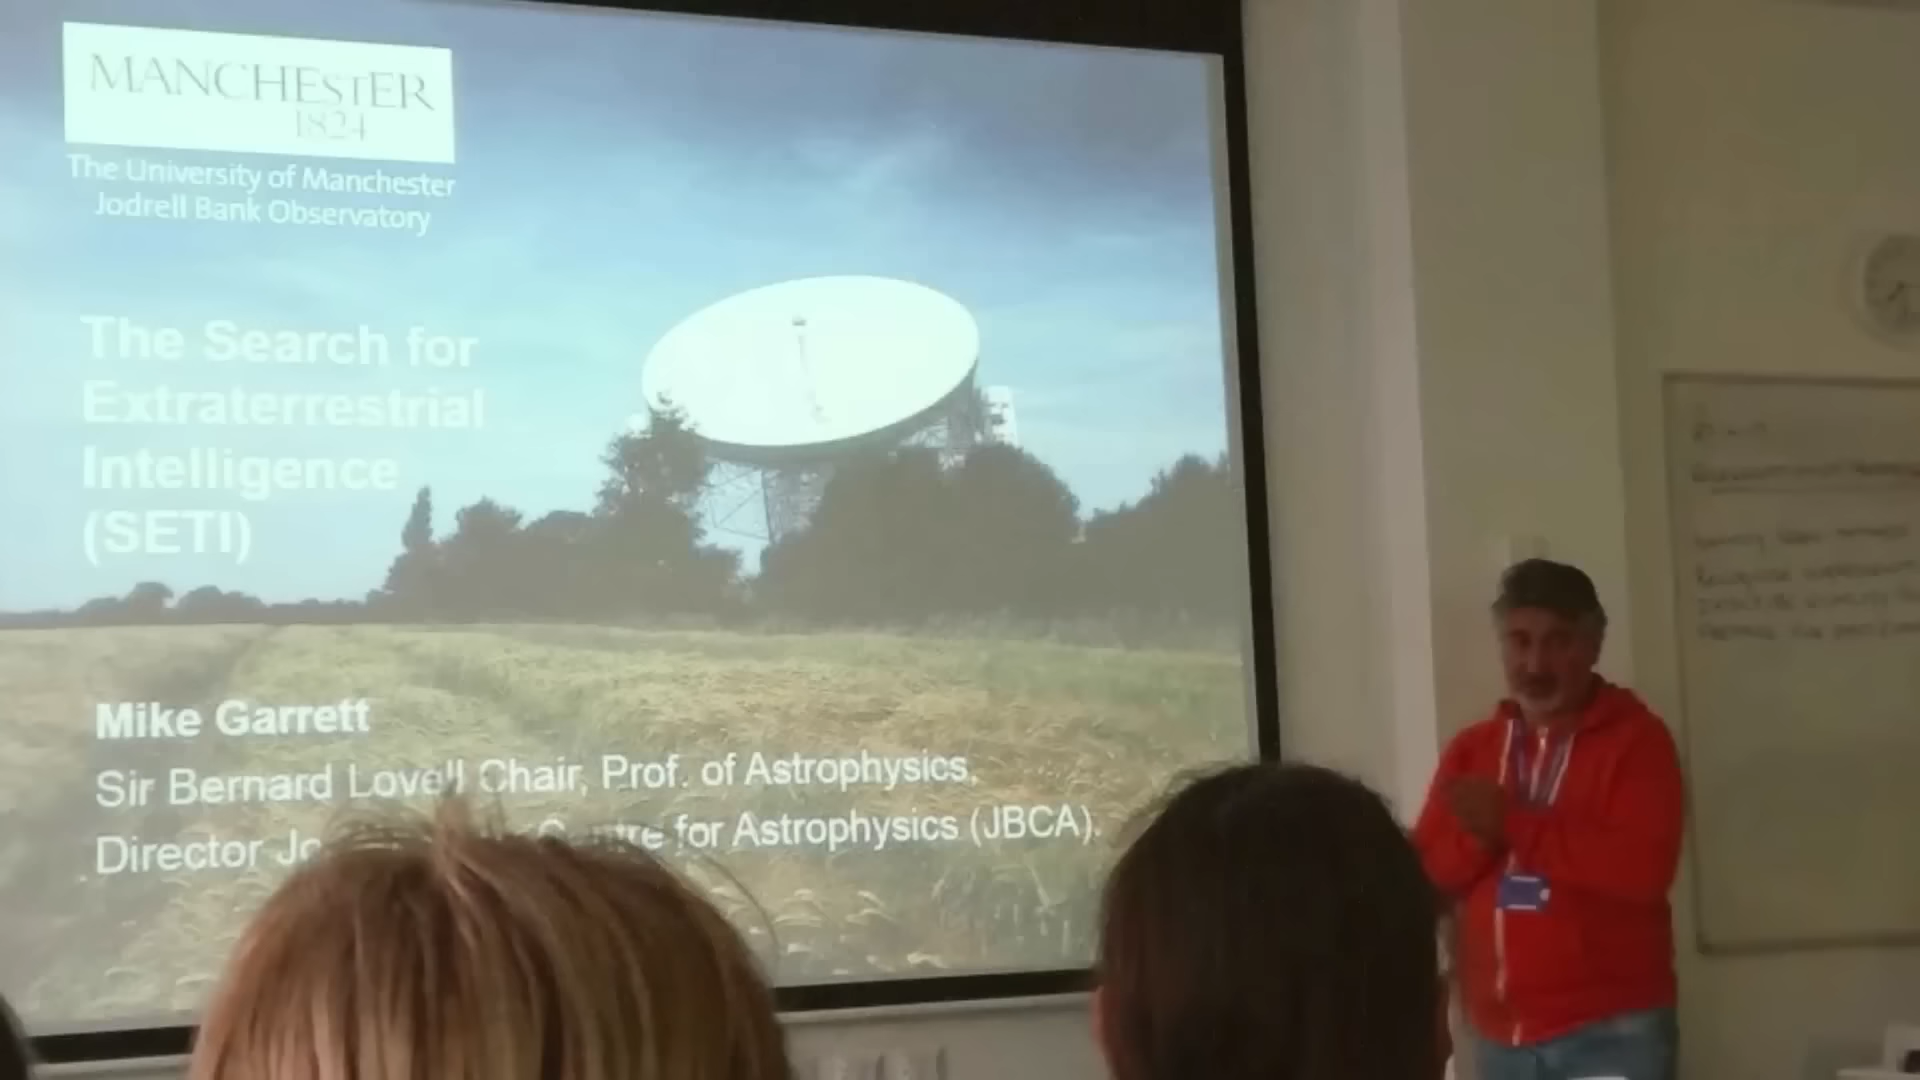 MANCHESTER
1824
The University of Manchester
Jodrell Bank Observatory
The Search for
Extraterrestrial
Intelligence
(SETI)
Mike Garrett
Sir Bernard Lovell Chair, Prof. of Astrophysics,
Director for Astrophysics (JBCA).